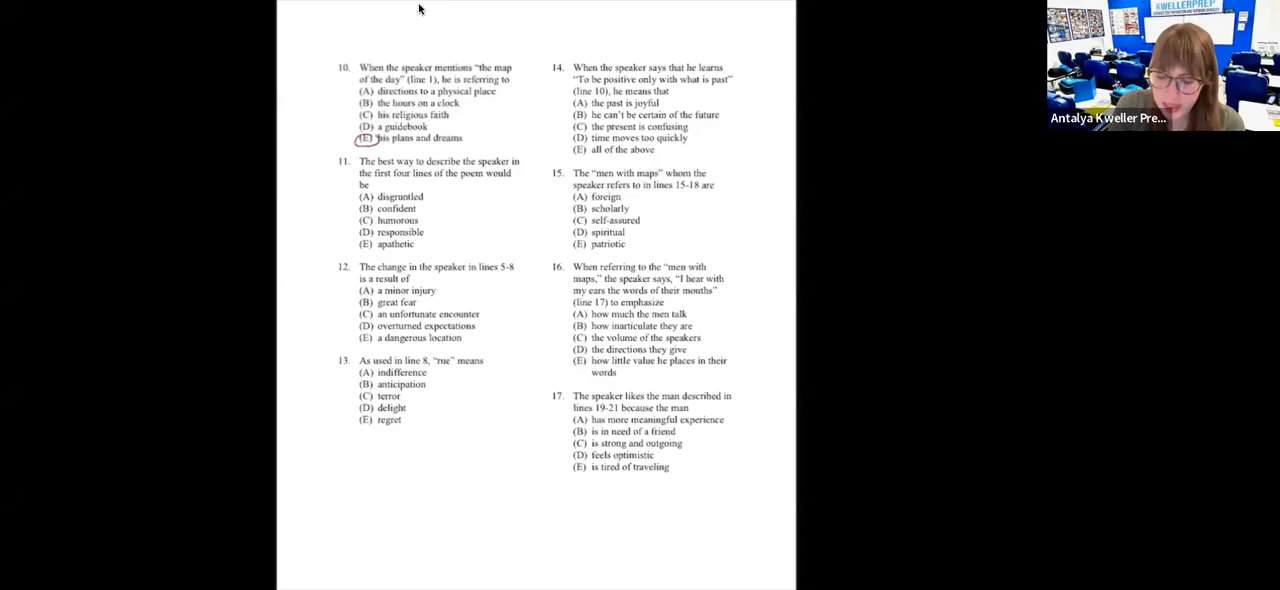 10. When the speaker mentions "the map
of the day" (line 1), he is referring to
(A) directions to a physical place
(B) the hours on a clock
(C) his religious faith
(D) a guidebook
(E) his plans and dreams
11. The best way to describe the speaker in
the first four lines of the poem would
be
(A) disgruntled
(B) confident
(C) humorous
(D) responsible
(E) apathetic
12. The change in the speaker in lines 5-8
is a result of
(A) a minor injury
(B) great fear
(C) an unfortunate encounter
(D) overturned expectations
(E) a dangerous location
13. As used in line 8, "rue" means
(A) indifference
(B) anticipation
(C) terror
(D) delight
(E) regret
14. When the speaker says that he learns
"To be positive only with what is past"
(line 10), he means that
(A) the past is joyful
(B) he can't be certain of the future
(C) the present is confusing
(D) time moves too quickly
(E) all of the above
15. The "men with maps" whom the
speaker refers to in lines 15-18 are
(A) foreign
(B) scholarly
(C) self-assured
(D) spiritual
(E) patriotic
16. When referring to the "men with
maps," the speaker says, "I hear with
my ears the words of their mouths"
(line 17) to emphasize
(A) how much the men talk
(B) how inarticulate they are
(C) the volume of the speakers
(D) the directions they give
(E) how little value he places in their
words
17. The speaker likes the man described in
lines 19-21 because the man
(A) has more meaningful experience
(B) is in need of a friend
(C) is strong and outgoing
(D) feels optimistic
(E) is tired of traveling
KWELLERPREP
Antalya Kweller Pre...